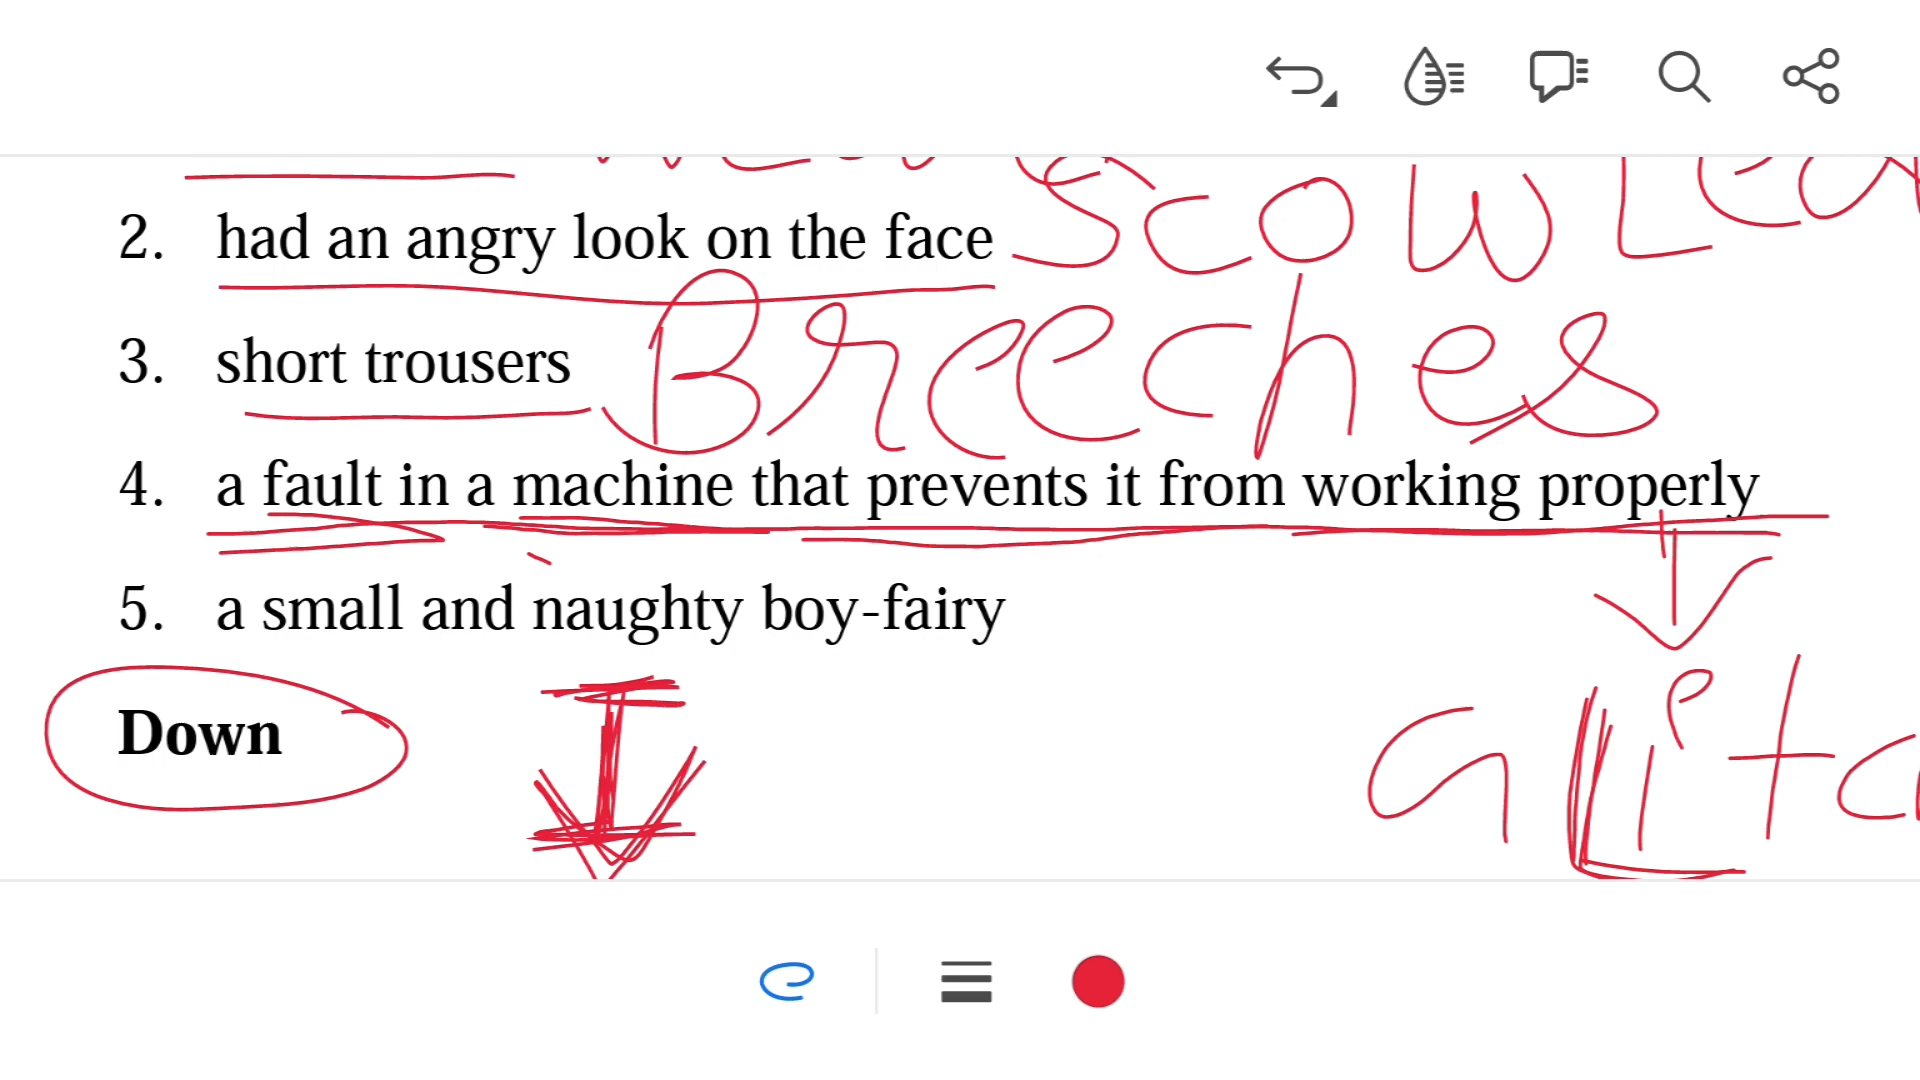 2. had an angry look on the face Scowled
3. short trousers Breeches
4. a fault in a machine that prevents it from working properly
5. a small and naughty boy-fairy
Down